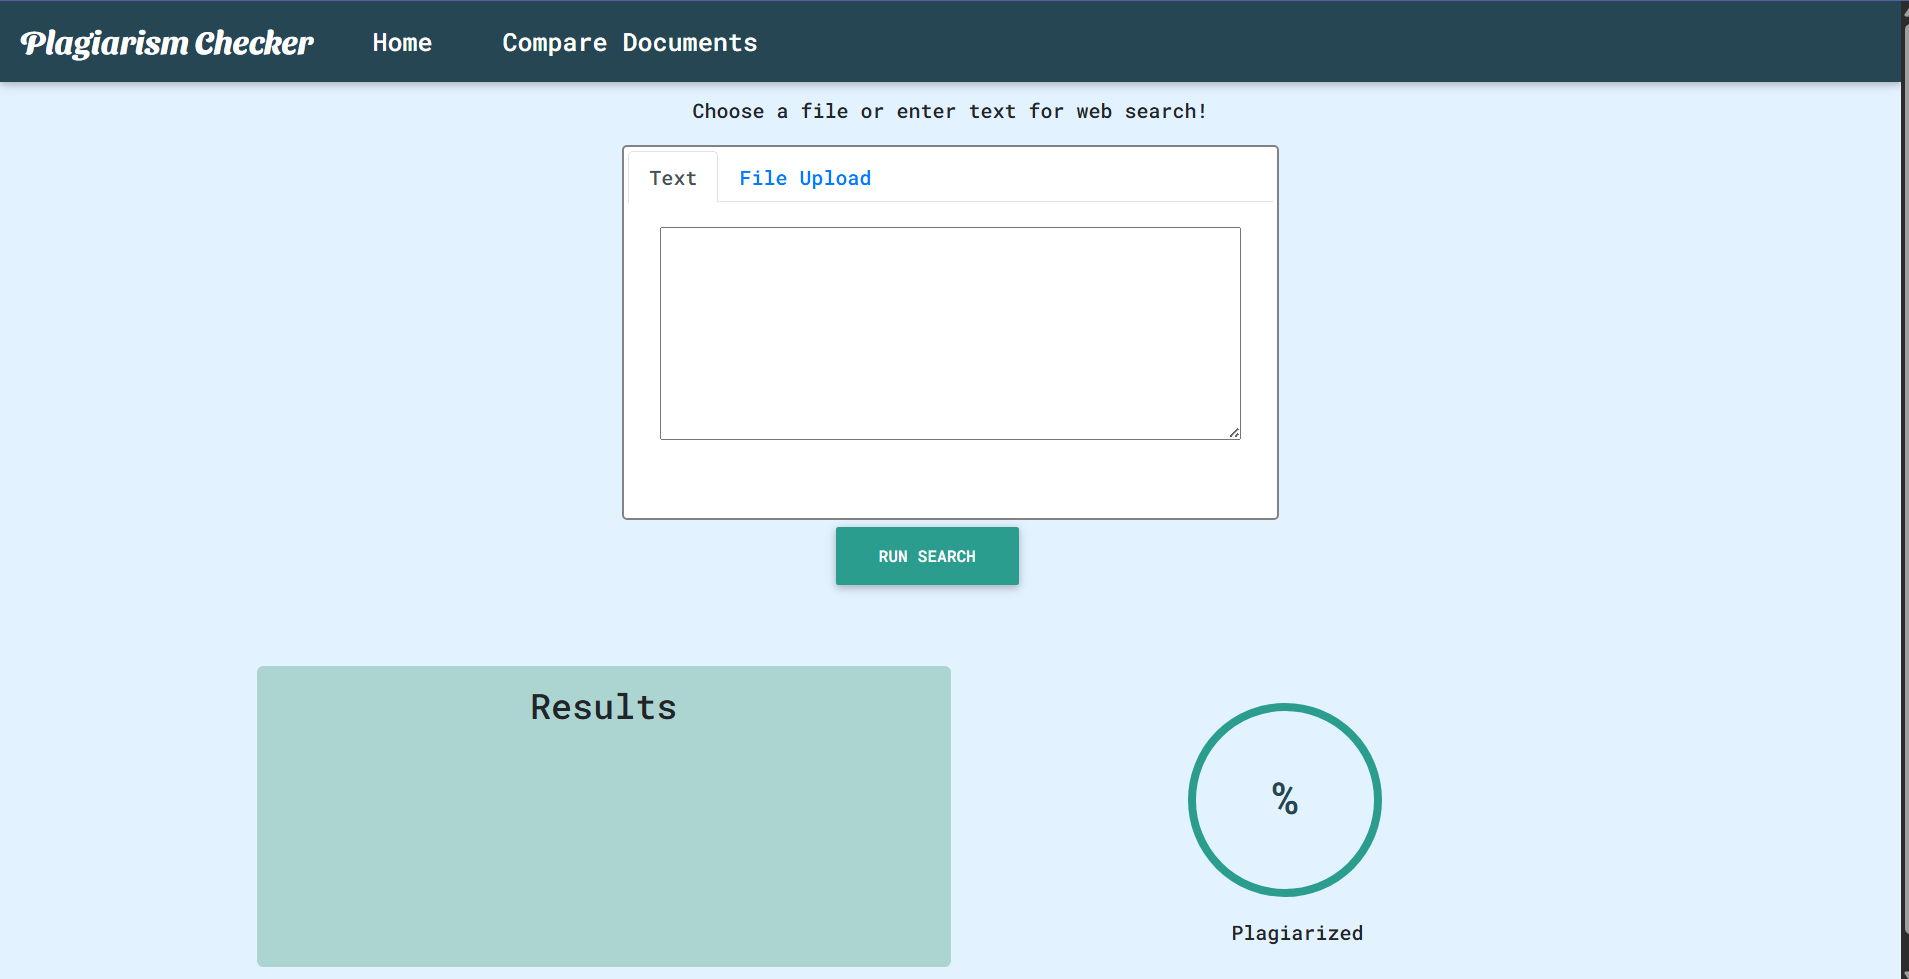 Plagiarism Checker Home Compare Documents
Choose a file or enter text for web search!
Text File Upload
RUN SEARCH
Results
%
Plagiarized